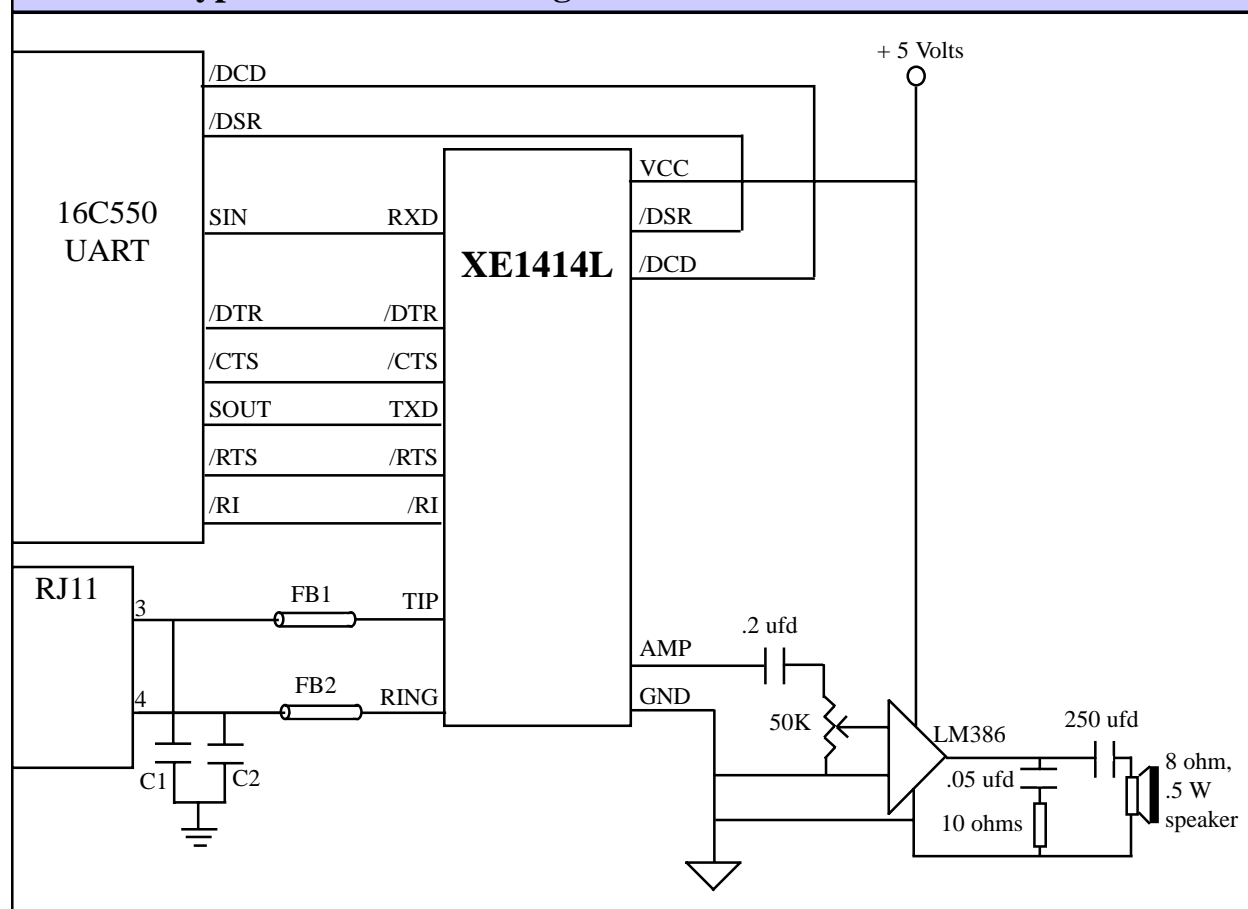 + 5 Volts
/DCD
/DSR
VCC
16C550
UART
SIN
RXD
/DSR
XE1414L
/DCD
/DTR
/DTR
/CTS
/CTS
SOUT
TXD
/RTS
/RTS
/RI
/RI
RJ11
3
FB1
TIP
.2 ufd
AMP
4
FB2
RING
GND
50K
LM386
250 ufd
C1
C2
.05 ufd
10 ohms
8 ohm,
.5 W
speaker